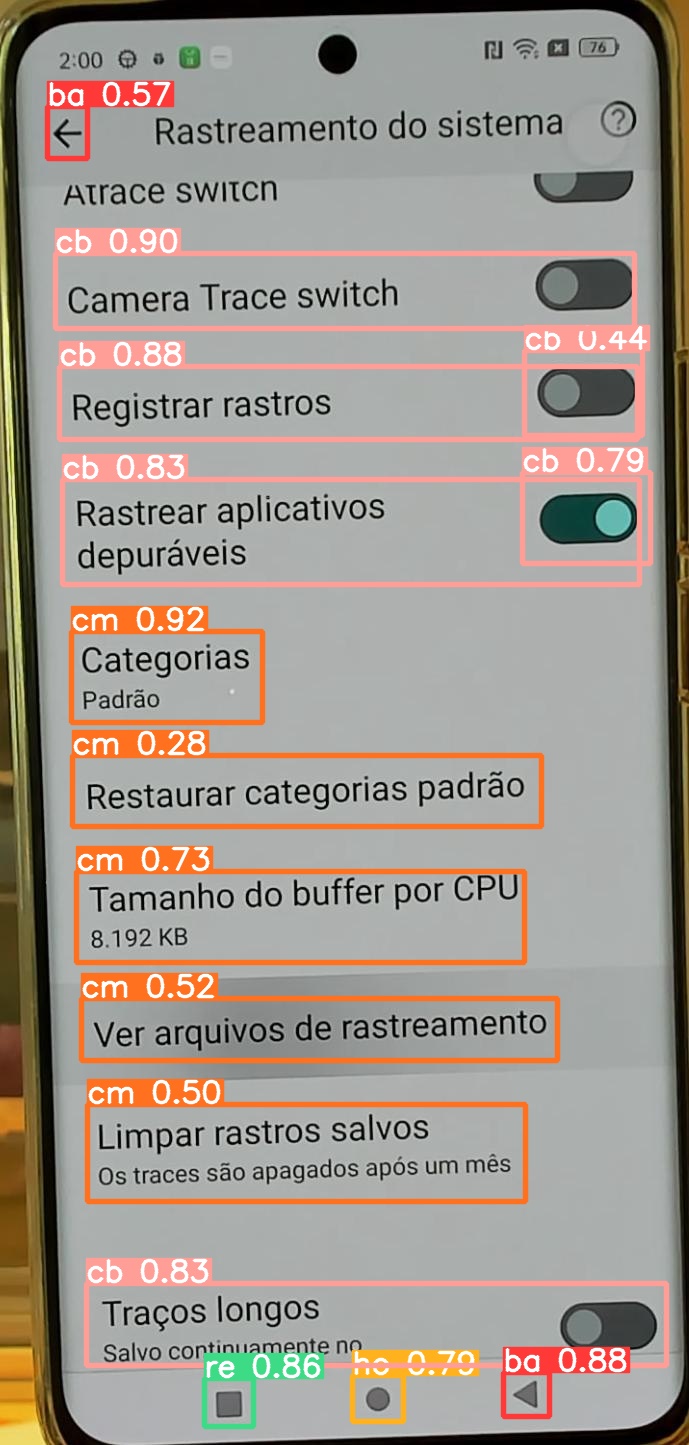 2:00
76
ba 0.57
Rastreamento do sistema
?
Atrace switch
cb 0.90
Camera Trace switch
cb 0.44
cb 0.88
Registrar rastros
cb 0.79
cb 0.83
Rastrear aplicativos
depuráveis
cm 0.92
Categorias
Padrão
cm 0.28
Restaurar categorias padrão
cm 0.73
Tamanho do buffer por CPU
8.192 KB
cm 0.52
Ver arquivos de rastreamento
cm 0.50
Limpar rastros salvos
Os traces são apagados após um mês
cb 0.83
Traços longos
Salvo continuamente no
re 0.86
ho 0.79
ba 0.88